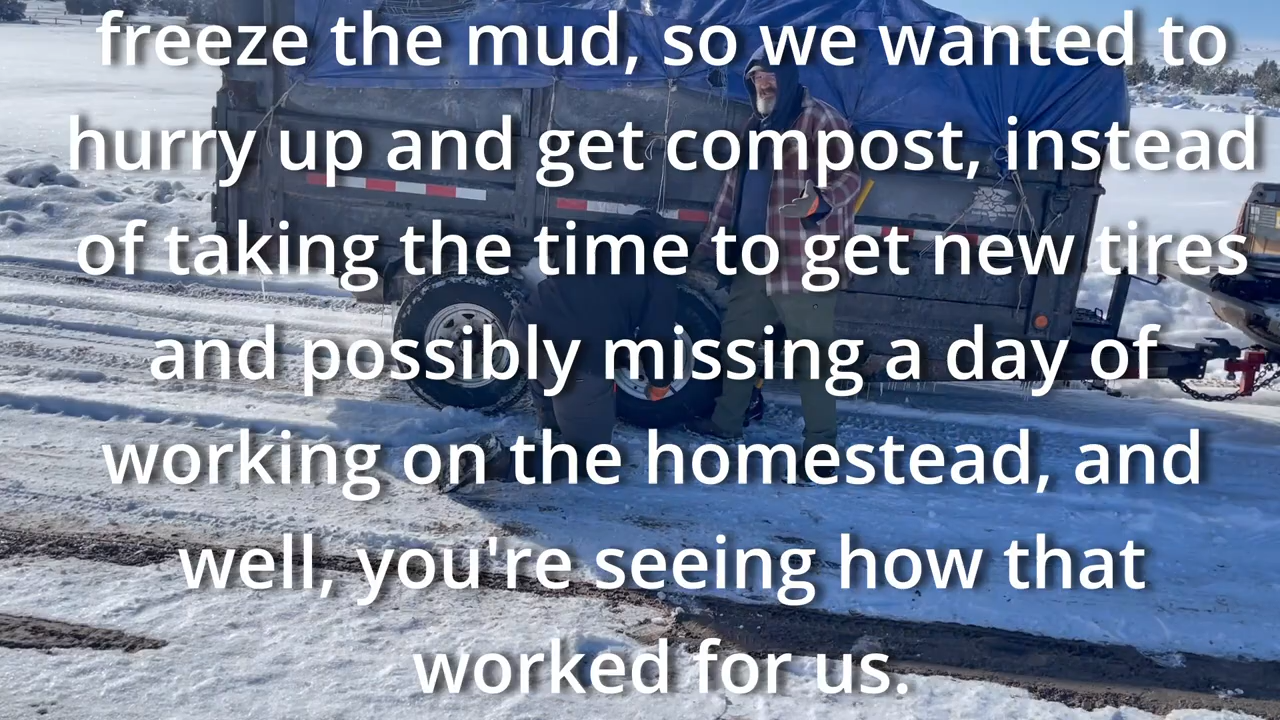 freeze the mud, so we wanted to
hurry up and get compost, instead
of taking the time to get new tires
and possibly missing a day of
working on the homestead, and
well, you're seeing how that
worked for us.